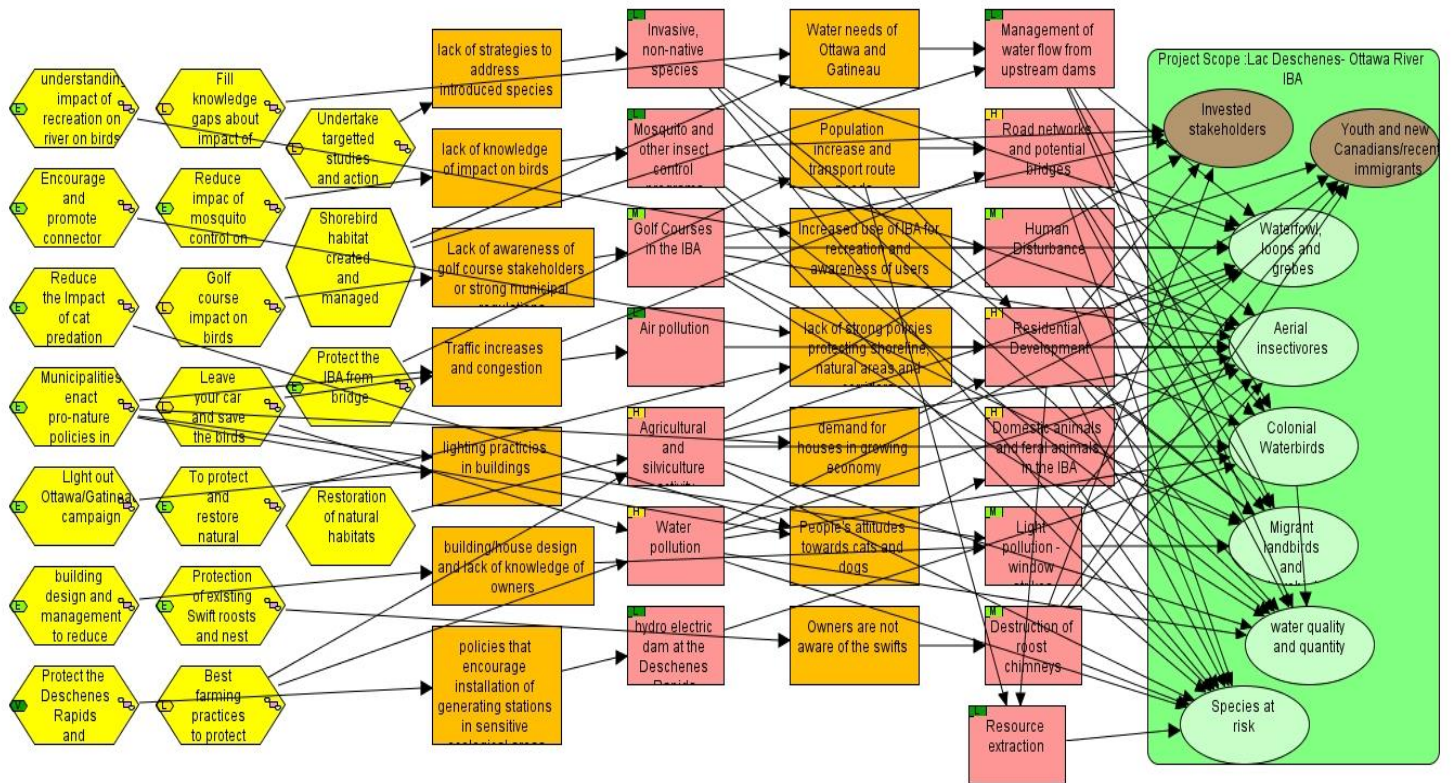 understanding
impact of
recreation on
river on birds
E
Fill
knowledge
gaps about
impact of
L
Encourage
and
promote
connector
E
Reduce
impac of
mosquito
control on
E
Reduce
the Impact
of cat
predation
E
Golf
course
impact on
birds
L
Municipalities
enact
pro-nature
policies in
E
Leave
your car
and save
the birds
L
LIght out
Ottawa/Gatinea
campaign
E
To protect
and
restore
natural
E
building
design and
management
to reduce
E
Protection
of existing
Swift roosts
and nest
E
Protect the
Deschenes
Rapids
and
V
Best
farming
practices
to protect
L
Undertake
targetted
studies
and action
L
Shorebird
habitat
created
and
managed
Protect the
IBA from
bridge
E
Restoration
of natural
habitats
lack of strategies to
address
introduced species
lack of knowledge
of impact on birds
Lack of awareness of
golf course stakeholders
or strong municipal
regulations
Traffic increases
and congestion
lighting practicies
in buildings
building/house design
and lack of knowledge of
owners
policies that
encourage
installation of
generating stations
in sensitive
ecological areas
L
Invasive,
non-native
species
L
Mosquito and
other insect
control
programs
M
Golf Courses
in the IBA
L
Air pollution
H
Agricultural
and
silviculture
activity
H
Water
pollution
L
hydro electric
dam at the
Deschenes
Rapids
Water needs of
Ottawa and
Gatineau
Population
increase and
transport route
needs
Increased use of IBA for
recreation and
awareness of users
lack of strong policies
protecting shoreline,
natural areas and
corridors
demand for
houses in growing
economy
People's attitudes
towards cats and
dogs
Owners are not
aware of the swifts
L
Management of
water flow from
upstream dams
H
Road networks
and potential
bridges
M
Human
Disturbance
H
Residential
Development
H
Domestic animals
and feral animals
in the IBA
M
Light
pollution -
window
strikes
M
Destruction of
roost
chimneys
L
Resource
extraction
Project Scope :Lac Deschenes- Ottawa River
IBA
Invested
stakeholders
Youth and new
Canadians/recent
immigrants
Waterfowl,
loons and
grebes
Aerial
insectivores
Colonial
Waterbirds
Migrant
landbirds
and
water quality
and quantity
Species at
risk